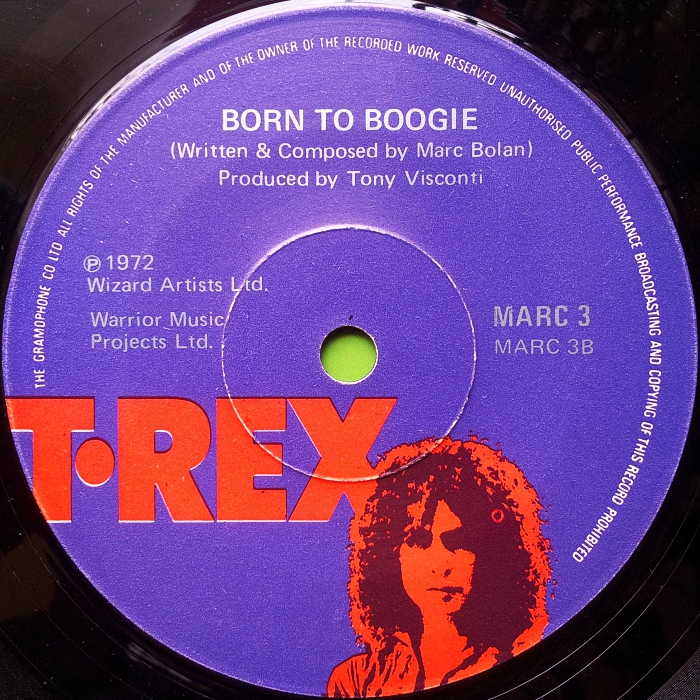 THE GRAMOPHONE CO LTD ALL RIGHTS OF THE MANUFACTURER AND OF THE OWNER OF THE RECORDED WORK RESERVED UNAUTHORISED PUBLIC PERFORMANCE BROADCASTING AND COPYING OF THIS RECORD PROHIBITED
BORN TO BOOGIE
(Written & Composed by Marc Bolan)
Produced by Tony Visconti
℗ 1972
Wizard Artists Ltd.
Warrior Music
Projects Ltd.
MARC 3
MARC 3B
T·REX